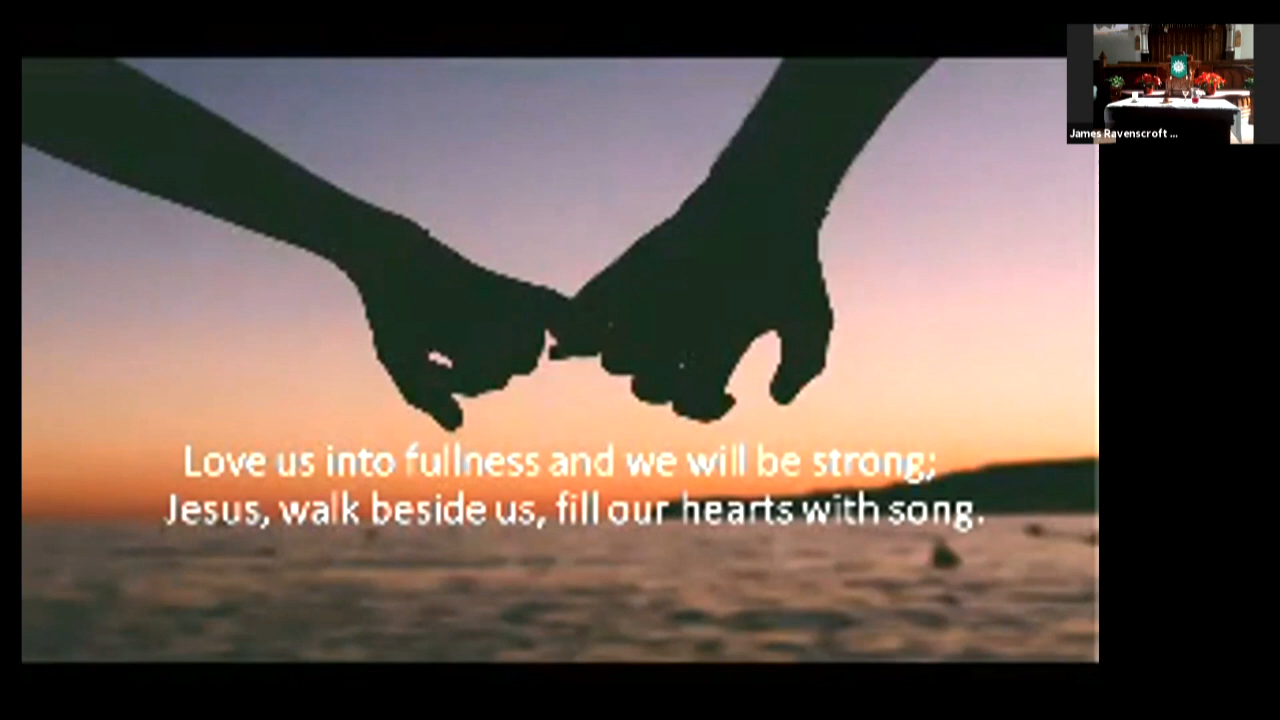 James Ravenscroft ...
Love us into fullness and we will be strong;
Jesus, walk beside us, fill our hearts with song.